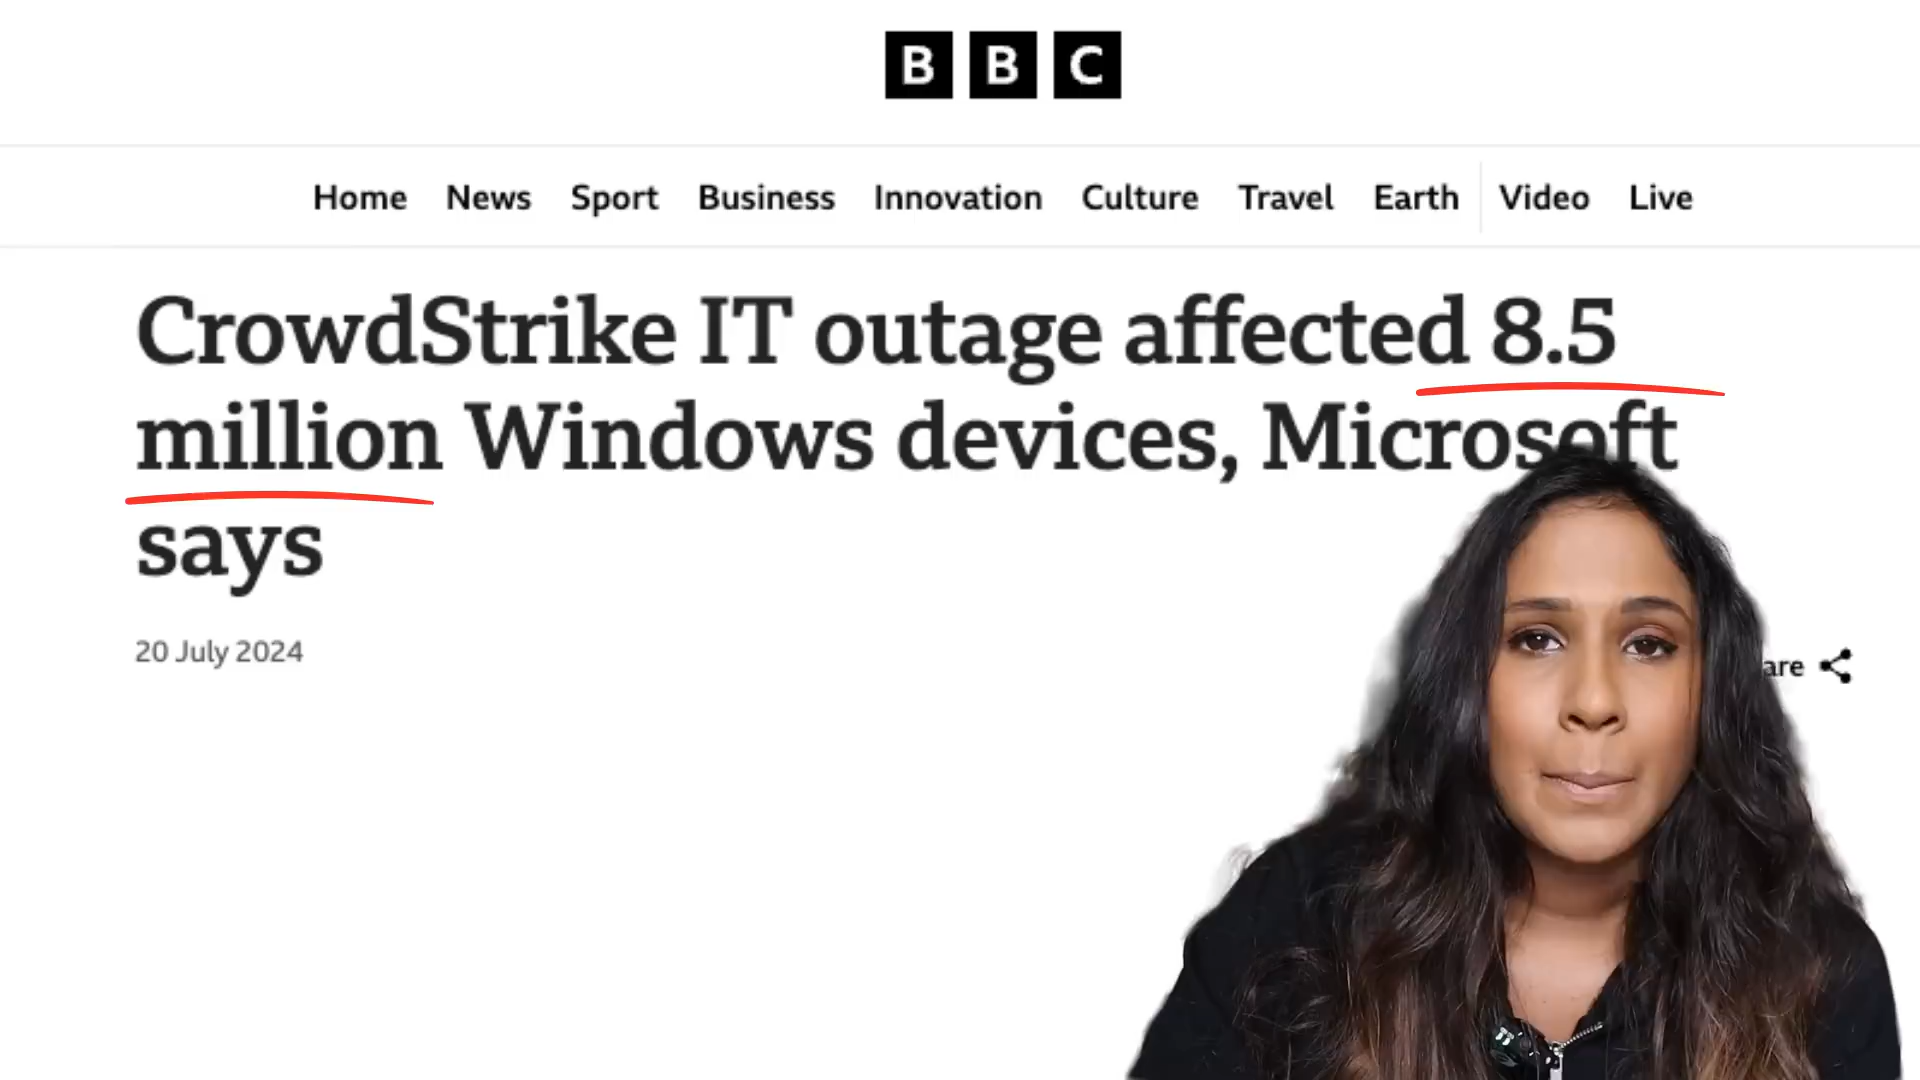 BBC
Home News Sport Business Innovation Culture Travel Earth Video Live
CrowdStrike IT outage affected 8.5
million Windows devices, Microsoft
says
20 July 2024